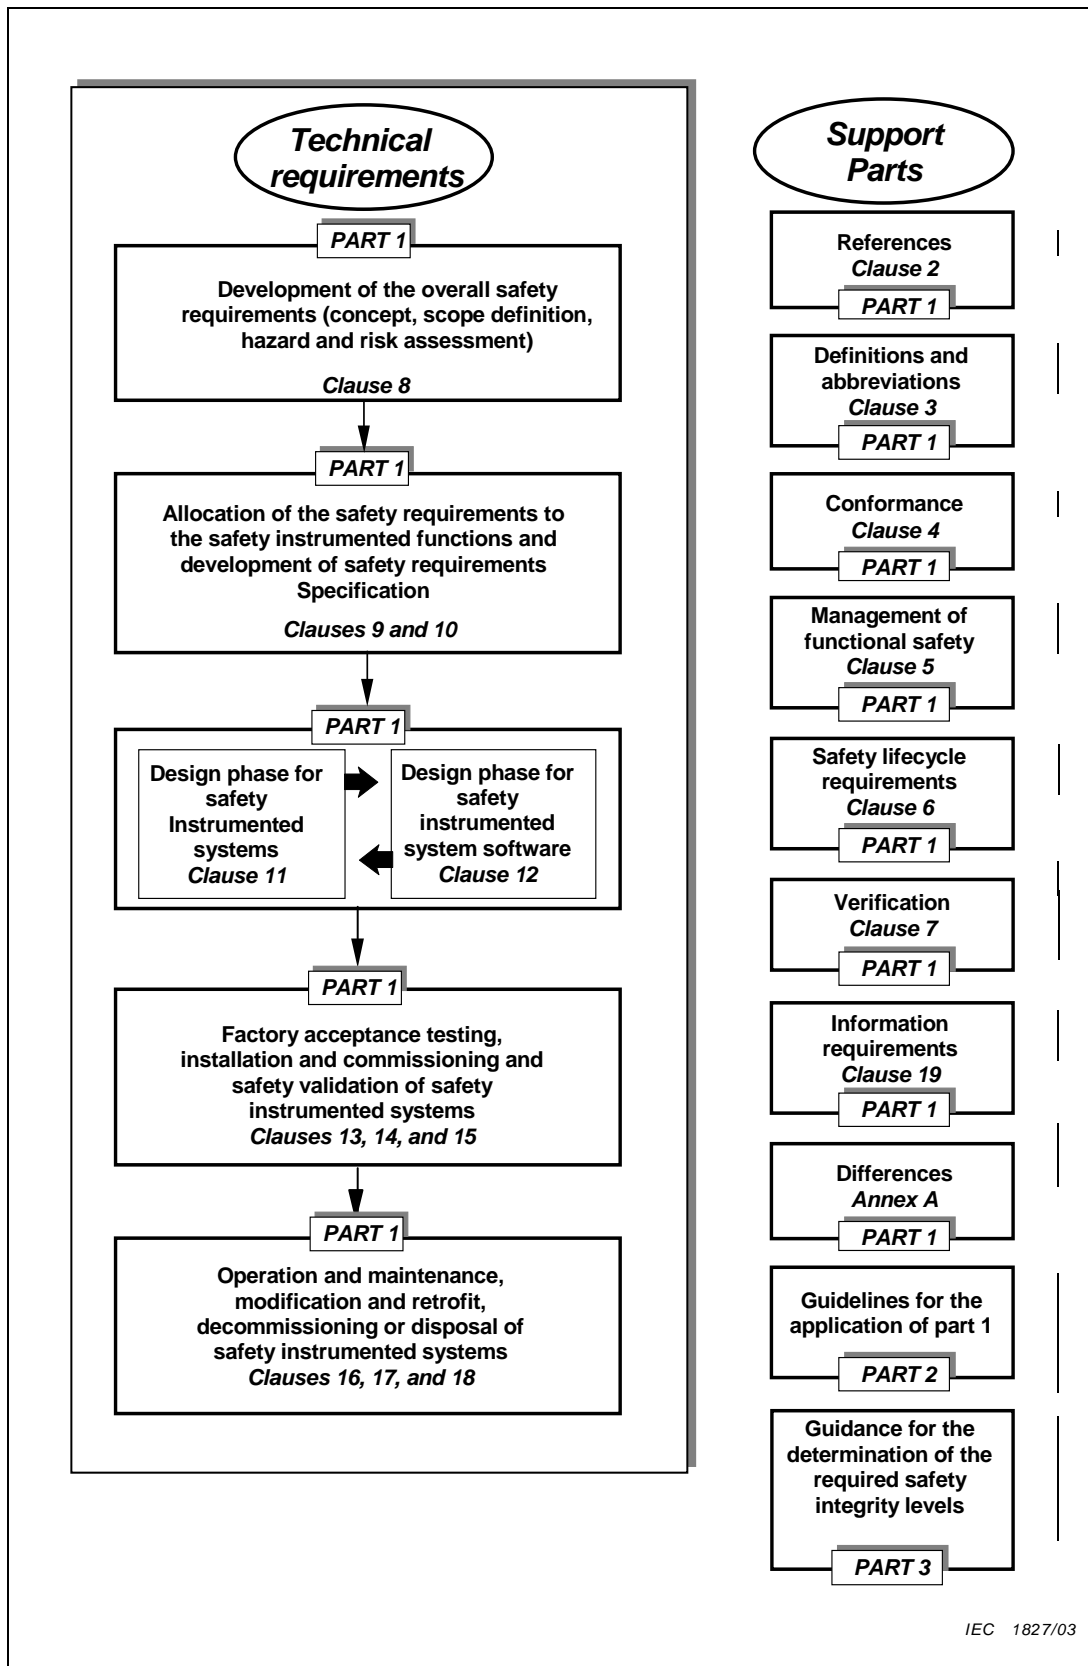 Technical
requirements
PART 1
Development of the overall safety
requirements (concept, scope definition,
hazard and risk assessment)
Clause 8
PART 1
Allocation of the safety requirements to
the safety instrumented functions and
development of safety requirements
Specification
Clauses 9 and 10
PART 1
Design phase for
safety
Instrumented
systems
Clause 11
Design phase for
safety
instrumented
system software
Clause 12
PART 1
Factory acceptance testing,
installation and commissioning and
safety validation of safety
instrumented systems
Clauses 13, 14, and 15
PART 1
Operation and maintenance,
modification and retrofit,
decommissioning or disposal of
safety instrumented systems
Clauses 16, 17, and 18
Support
Parts
References
Clause 2
PART 1
Definitions and
abbreviations
Clause 3
PART 1
Conformance
Clause 4
PART 1
Management of
functional safety
Clause 5
PART 1
Safety lifecycle
requirements
Clause 6
PART 1
Verification
Clause 7
PART 1
Information
requirements
Clause 19
PART 1
Differences
Annex A
PART 1
Guidelines for the
application of part 1
PART 2
Guidance for the
determination of the
required safety
integrity levels
PART 3
IEC 1827/03